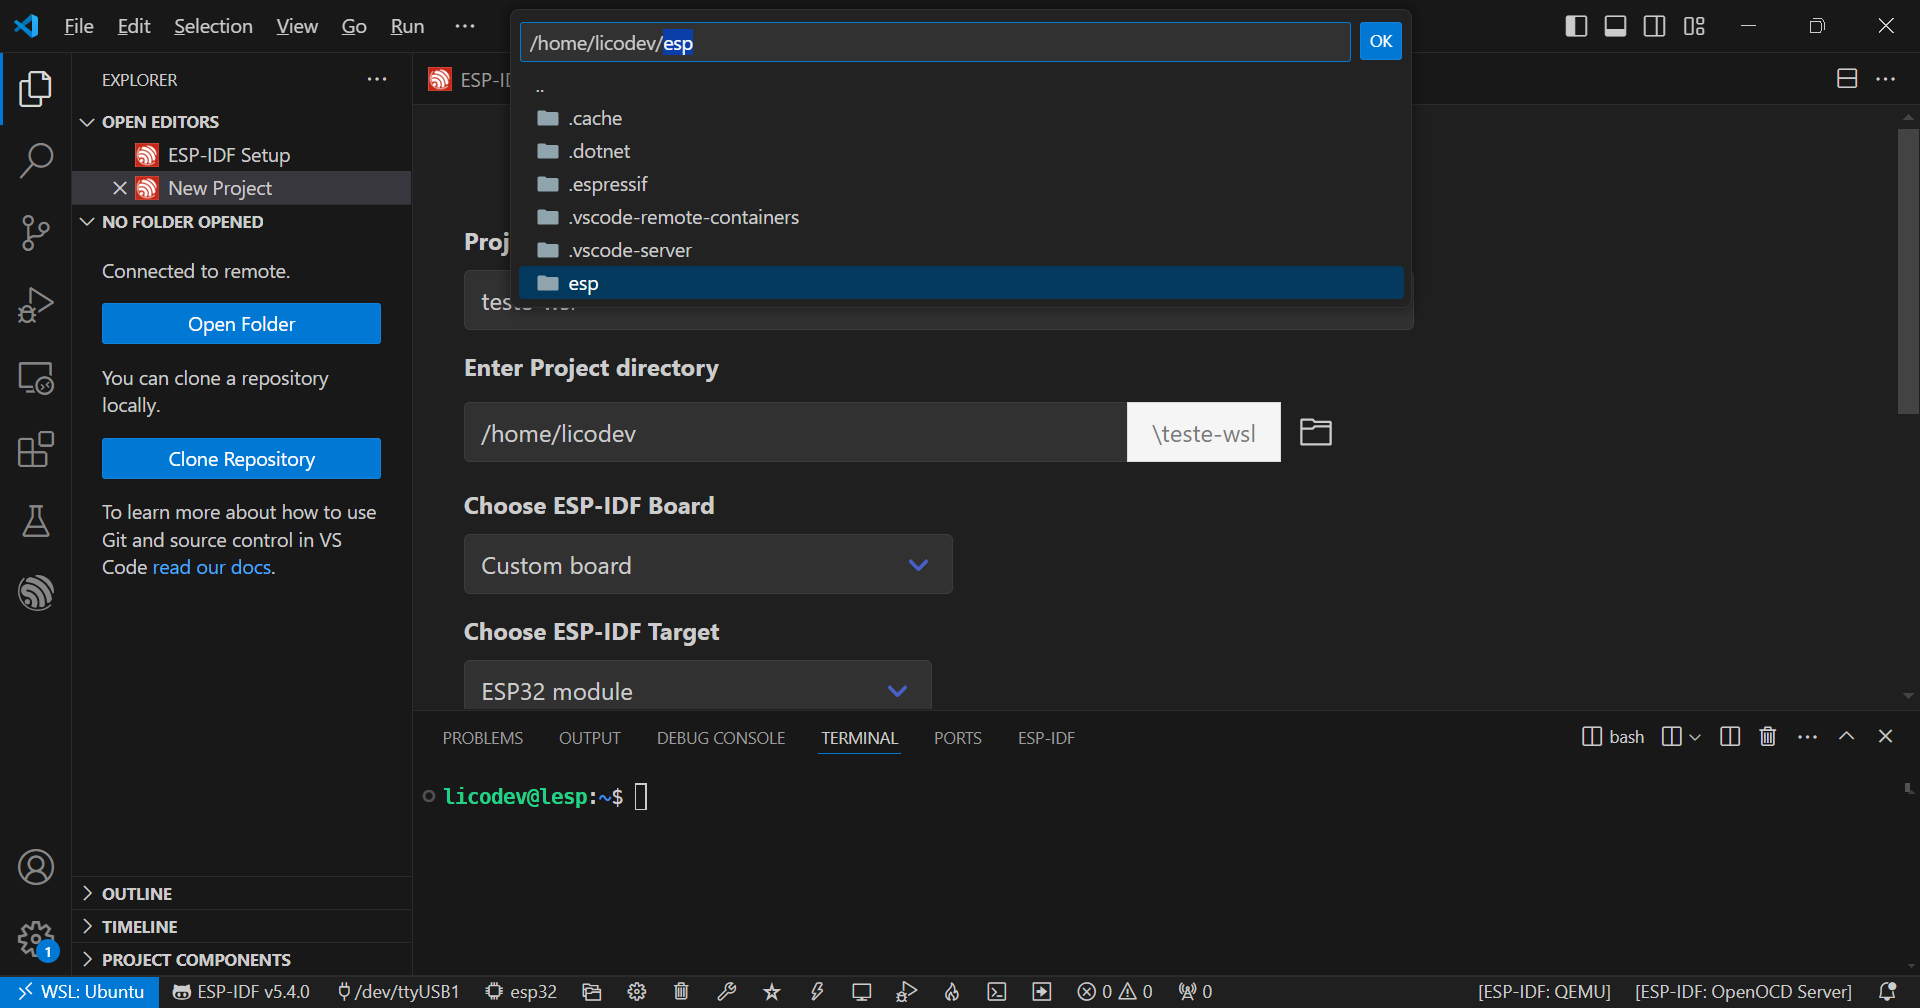 File Edit Selection View Go Run ···
/home/licodev/esp
OK
..
.cache
.dotnet
.espressif
.vscode-remote-containers
.vscode-server
esp
EXPLORER
OPEN EDITORS
ESP-IDF Setup
New Project
NO FOLDER OPENED
Connected to remote.
Open Folder
You can clone a repository
locally.
Clone Repository
To learn more about how to use
Git and source control in VS
Code read our docs.
OUTLINE
TIMELINE
PROJECT COMPONENTS
1
Enter Project directory
/home/licodev
\teste-wsl
Choose ESP-IDF Board
Custom board
Choose ESP-IDF Target
ESP32 module
PROBLEMS OUTPUT DEBUG CONSOLE TERMINAL PORTS ESP-IDF
bash
licodev@lesp:~$
WSL: Ubuntu ESP-IDF v5.4.0 /dev/ttyUSB1 esp32 0 0 0 [ESP-IDF: QEMU] [ESP-IDF: OpenOCD Server]